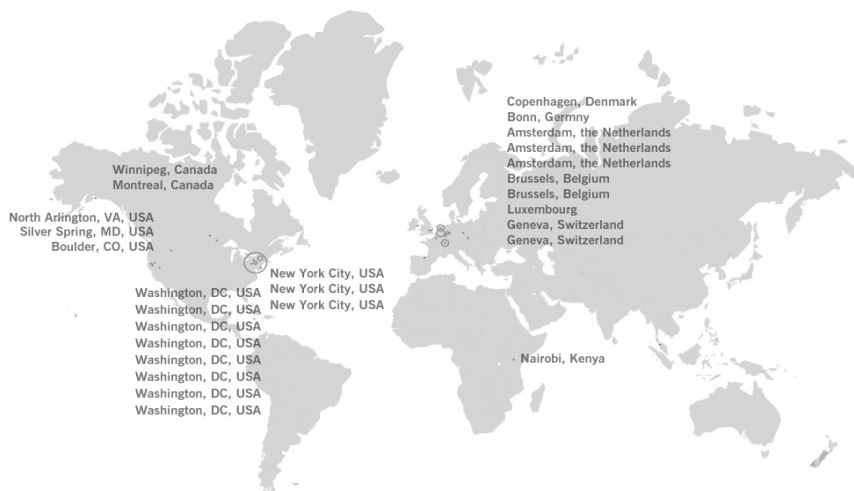 Copenhagen, Denmark
Bonn, Germny
Amsterdam, the Netherlands
Amsterdam, the Netherlands
Amsterdam, the Netherlands
Brussels, Belgium
Brussels, Belgium
Luxembourg
Geneva, Switzerland
Geneva, Switzerland
Winnipeg, Canada
Montreal, Canada
North Arlington, VA, USA
Silver Spring, MD, USA
Boulder, CO, USA
New York City, USA
New York City, USA
New York City, USA
Washington, DC, USA
Washington, DC, USA
Washington, DC, USA
Washington, DC, USA
Washington, DC, USA
Washington, DC, USA
Washington, DC, USA
Washington, DC, USA
Nairobi, Kenya